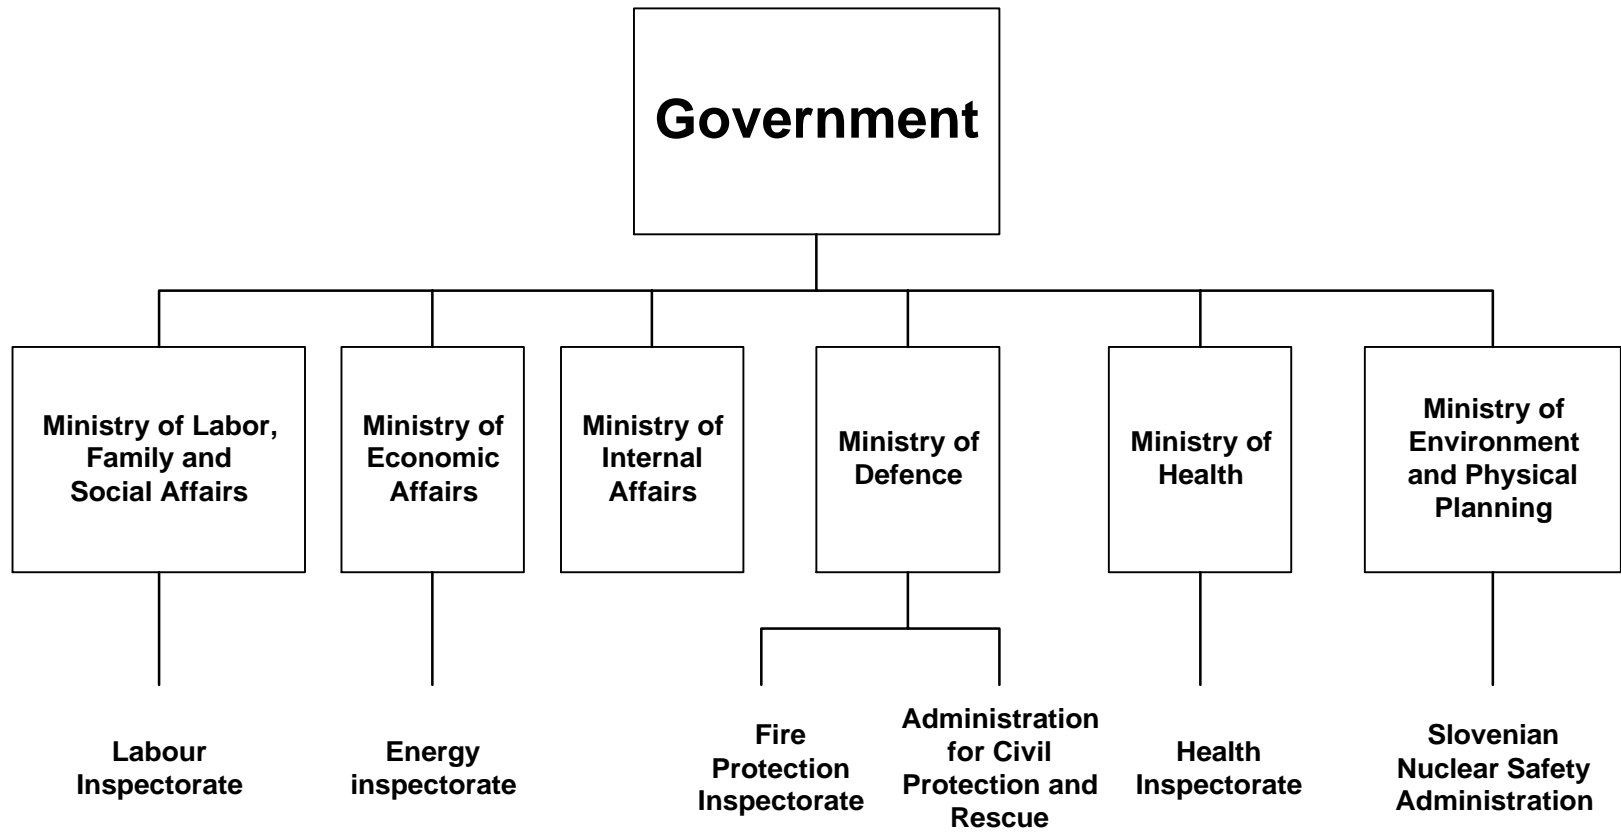 Government
Ministry of Labor,
Family and
Social Affairs
Ministry of
Economic
Affairs
Ministry of
Internal
Affairs
Ministry of
Defence
Ministry of
Health
Ministry of
Environment
and Physical
Planning
Labour
Inspectorate
Energy
inspectorate
Fire
Protection
Inspectorate
Administration
for Civil
Protection and
Rescue
Health
Inspectorate
Slovenian
Nuclear Safety
Administration